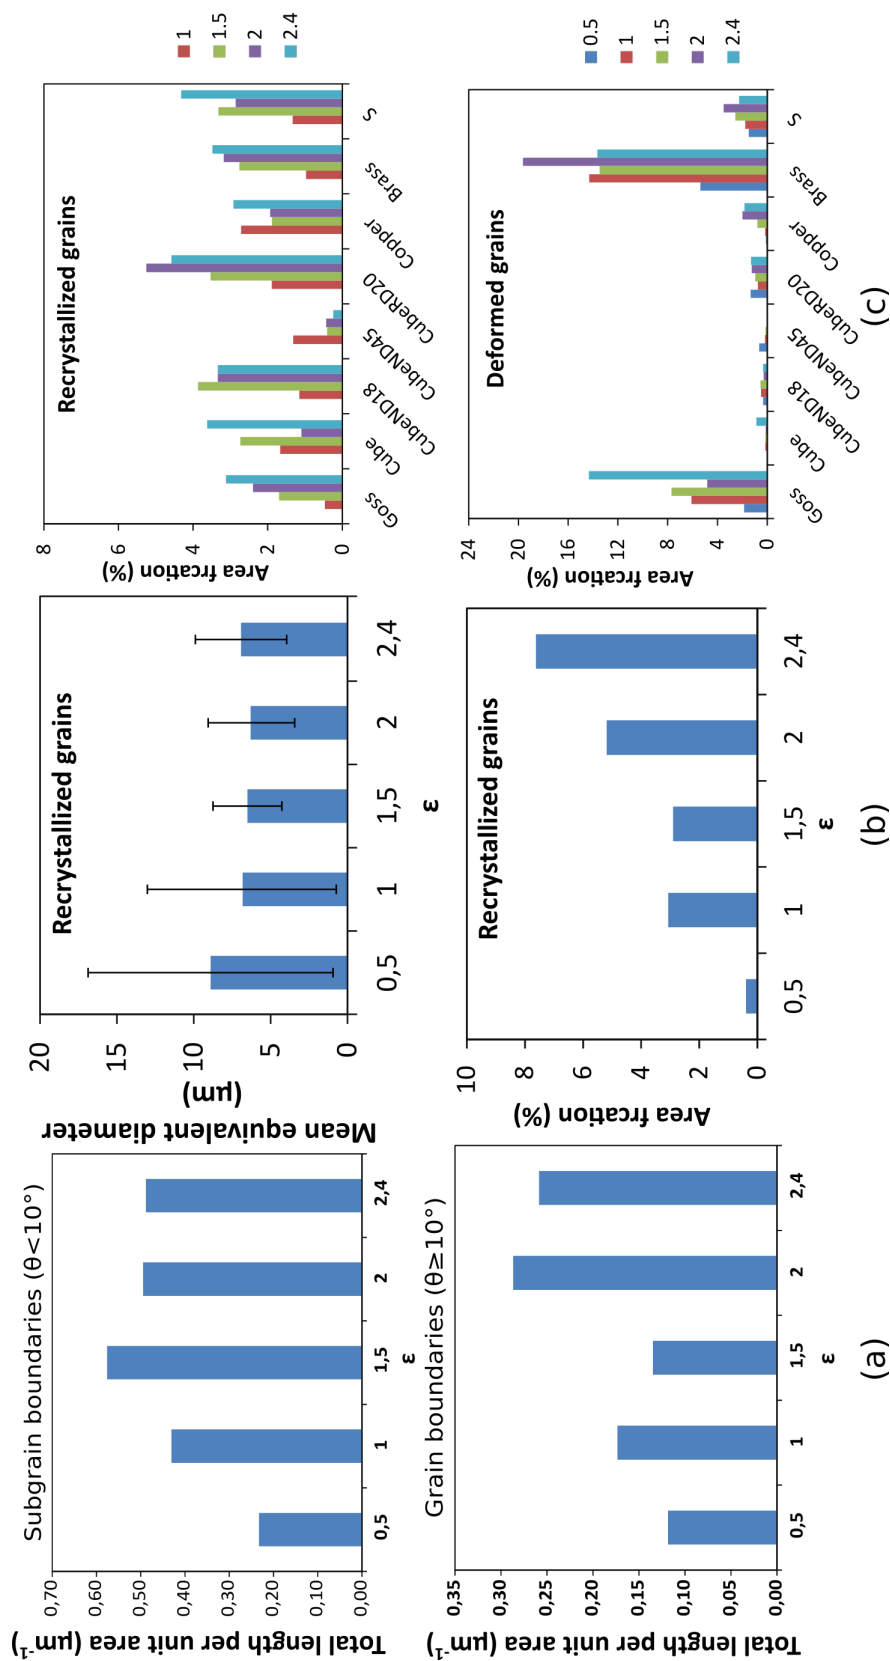 Subgrain boundaries (θ<10°)
Total length per unit area (µm⁻¹)
0,70
0,60
0,50
0,40
0,30
0,20
0,10
0,00
0,5
1
1,5
2
2,4
ε
Grain boundaries (θ≥10°)
Total length per unit area (µm⁻¹)
0,35
0,30
0,25
0,20
0,15
0,10
0,05
0,00
0,5
1
1,5
2
2,4
ε
(a)
Recrystallized grains
Mean equivalent diameter
(µm)
20
15
10
5
0
0,5
1
1,5
2
2,4
ε
Recrystallized grains
Area frcation (%)
10
8
6
4
2
0
0,5
1
1,5
2
2,4
ε
(b)
Recrystallized grains
Area frcation (%)
8
6
4
2
0
Goss
Cube
CubeND18
CubeND45
CubeRD20
Copper
Brass
S
1
1.5
2
2.4
Deformed grains
Area frcation (%)
24
20
16
12
8
4
0
Goss
Cube
CubeND18
CubeND45
CubeRD20
Copper
Brass
S
0.5
1
1.5
2
2.4
(c)